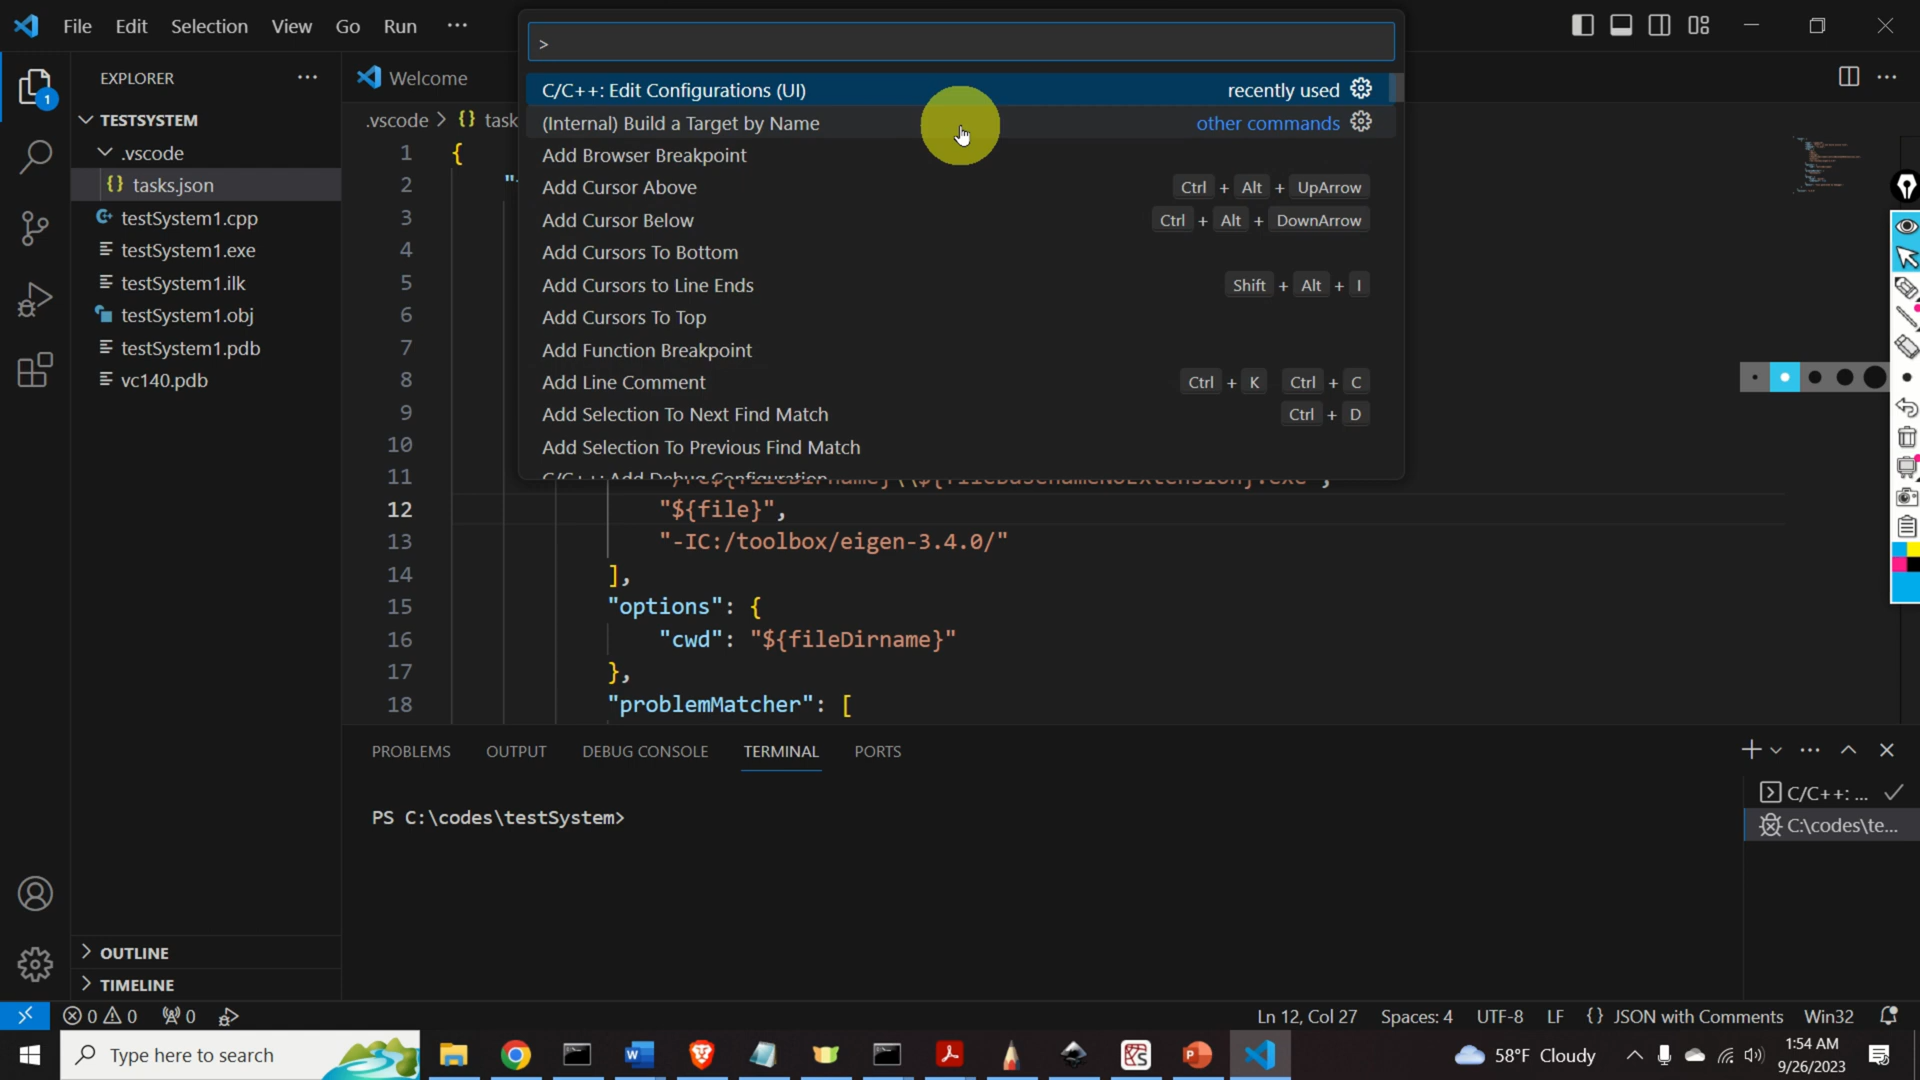 File Edit Selection View Go Run
>
EXPLORER
Welcome
C/C++: Edit Configurations (UI) recently used
TESTSYSTEM
.vscode > {} task
(Internal) Build a Target by Name other commands
.vscode
1 {
Add Browser Breakpoint
{} tasks.json
2 "
Add Cursor Above Ctrl + Alt + UpArrow
testSystem1.cpp
3
Add Cursor Below Ctrl + Alt + DownArrow
testSystem1.exe
4
Add Cursors To Bottom
testSystem1.ilk
5
Add Cursors to Line Ends Shift + Alt + I
testSystem1.obj
6
Add Cursors To Top
testSystem1.pdb
7
Add Function Breakpoint
vc140.pdb
8
Add Line Comment Ctrl + K Ctrl + C
9
Add Selection To Next Find Match Ctrl + D
10
Add Selection To Previous Find Match
11
C/C++: Add Debug Configuration
12 "${file}",
13 "-IC:/toolbox/eigen-3.4.0/"
14 ],
15 "options": {
16 "cwd": "${fileDirname}"
17 },
18 "problemMatcher": [
PROBLEMS OUTPUT DEBUG CONSOLE TERMINAL PORTS
C/C++: ...
PS C:\codes\testSystem>
C:\codes\te...
OUTLINE
TIMELINE
0 0 0
Ln 12, Col 27 Spaces: 4 UTF-8 LF {} JSON with Comments Win32
Type here to search
58°F Cloudy
1:54 AM
9/26/2023
1